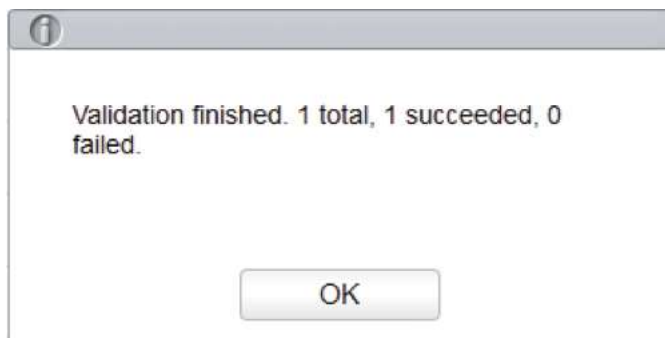 Validation finished. 1 total, 1 succeeded, 0
failed.
OK